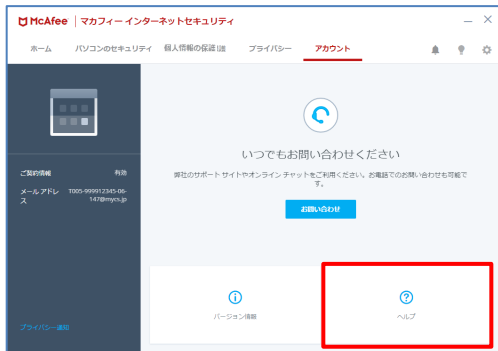 McAfee | マカフィー インターネットセキュリティ
ホーム パソコンのセキュリティ 個人情報の保護 プライバシー アカウント
いつでもお問い合わせください
弊社のサポート サイトやオンライン チャットをご利用ください。お電話でのお問い合わせも可能で
す。
お問い合わせ
ご契約情報 有効
メール アドレ T005-999912345-06-
ス 147@mycs.jp
バージョン情報
ヘルプ
プライバシー通知